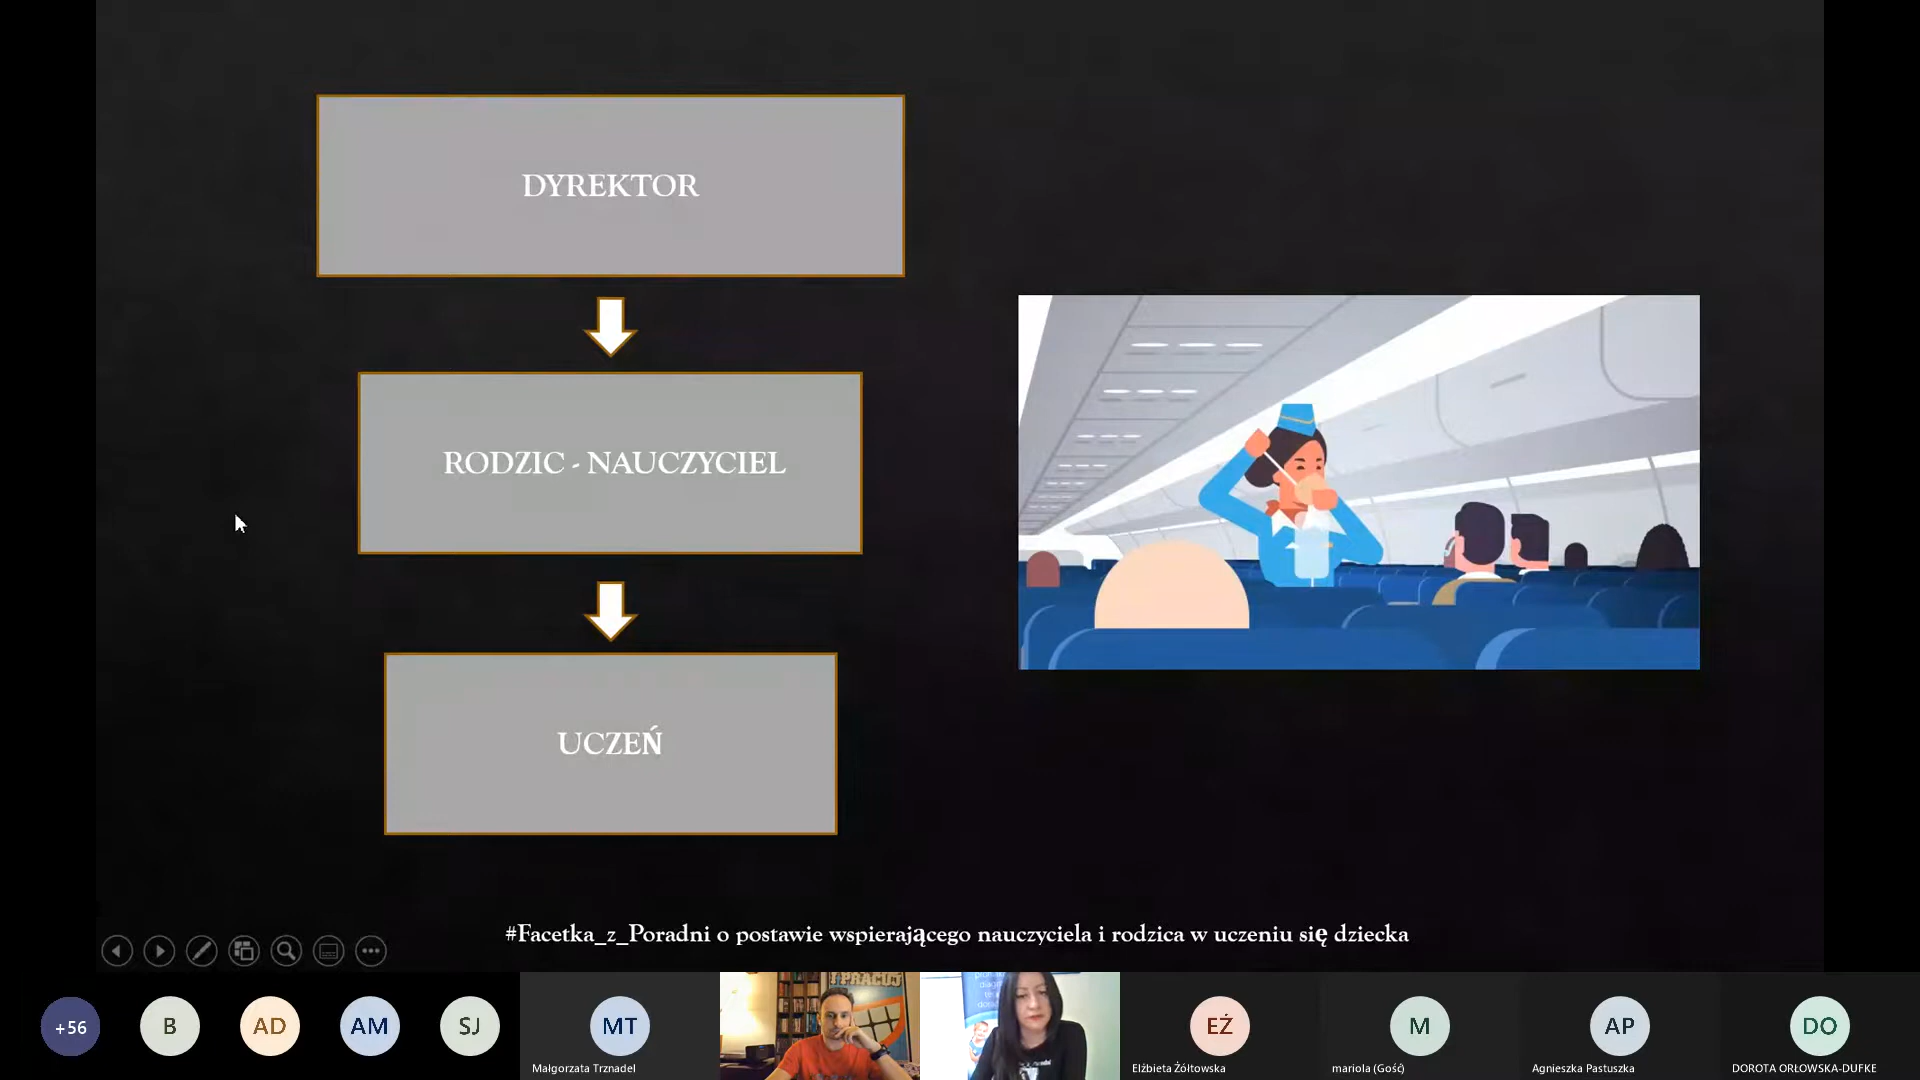 DYREKTOR
RODZIC - NAUCZYCIEL
UCZEŃ
#Facetka_z_Poradni o postawie wspierającego nauczyciela i rodzica w uczeniu się dziecka
+56
B
AD
AM
SJ
MT
Małgorzata Trznadel
#PRACUJ
EŻ
Elżbieta Żółtowska
M
mariola (Gość)
AP
Agnieszka Pastuszka
DO
DOROTA ORŁOWSKA-DUFKE